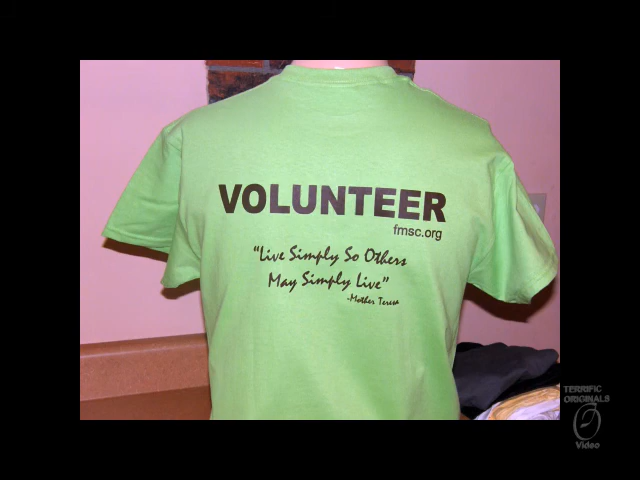 VOLUNTEER
fmsc.org
"Live Simply So Others
May Simply Live"
-Mother Teresa
TERRIFIC
ORIGINALS
Video